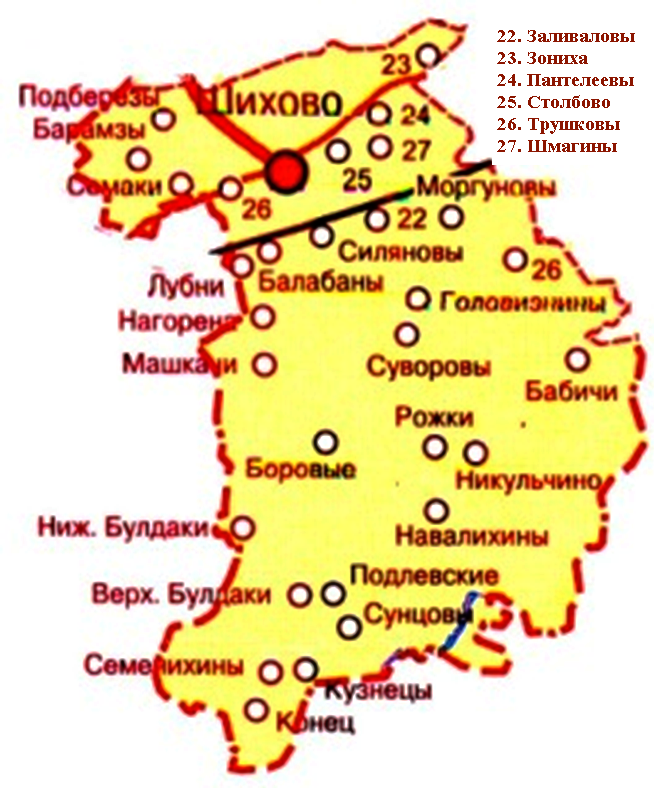 22. Заливаловы
23. Зониха
24. Пантелеевы
25. Столбово
26. Трушковы
27. Шмагины
23
Подберезы
Шихово
24
Барамзы
27
25
Семаки
Моргуновы
26
22
Силяновы
26
Лубни
Балабаны
Головизнины
Нагорена
Машкачи
Суворовы
Бабичи
Рожки
Боровые
Никульчино
Ниж. Булдаки
Навалихины
Подлевские
Верх. Булдаки
Сунцовы
Семенихины
Кузнецы
Конец